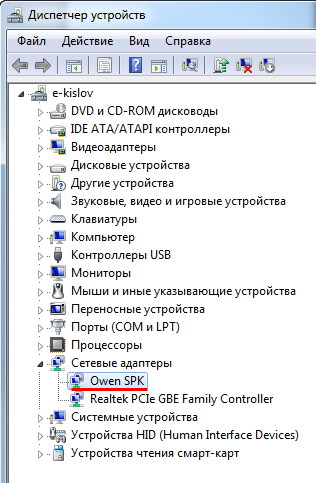 Диспетчер устройств
Файл Действие Вид Справка
e-kislov
DVD и CD-ROM дисководы
IDE ATA/ATAPI контроллеры
Видеоадаптеры
Дисковые устройства
Другие устройства
Звуковые, видео и игровые устройства
Клавиатуры
Компьютер
Контроллеры USB
Мониторы
Мыши и иные указывающие устройства
Переносные устройства
Порты (COM и LPT)
Процессоры
Сетевые адаптеры
Owen SPK
Realtek PCIe GBE Family Controller
Системные устройства
Устройства HID (Human Interface Devices)
Устройства чтения смарт-карт